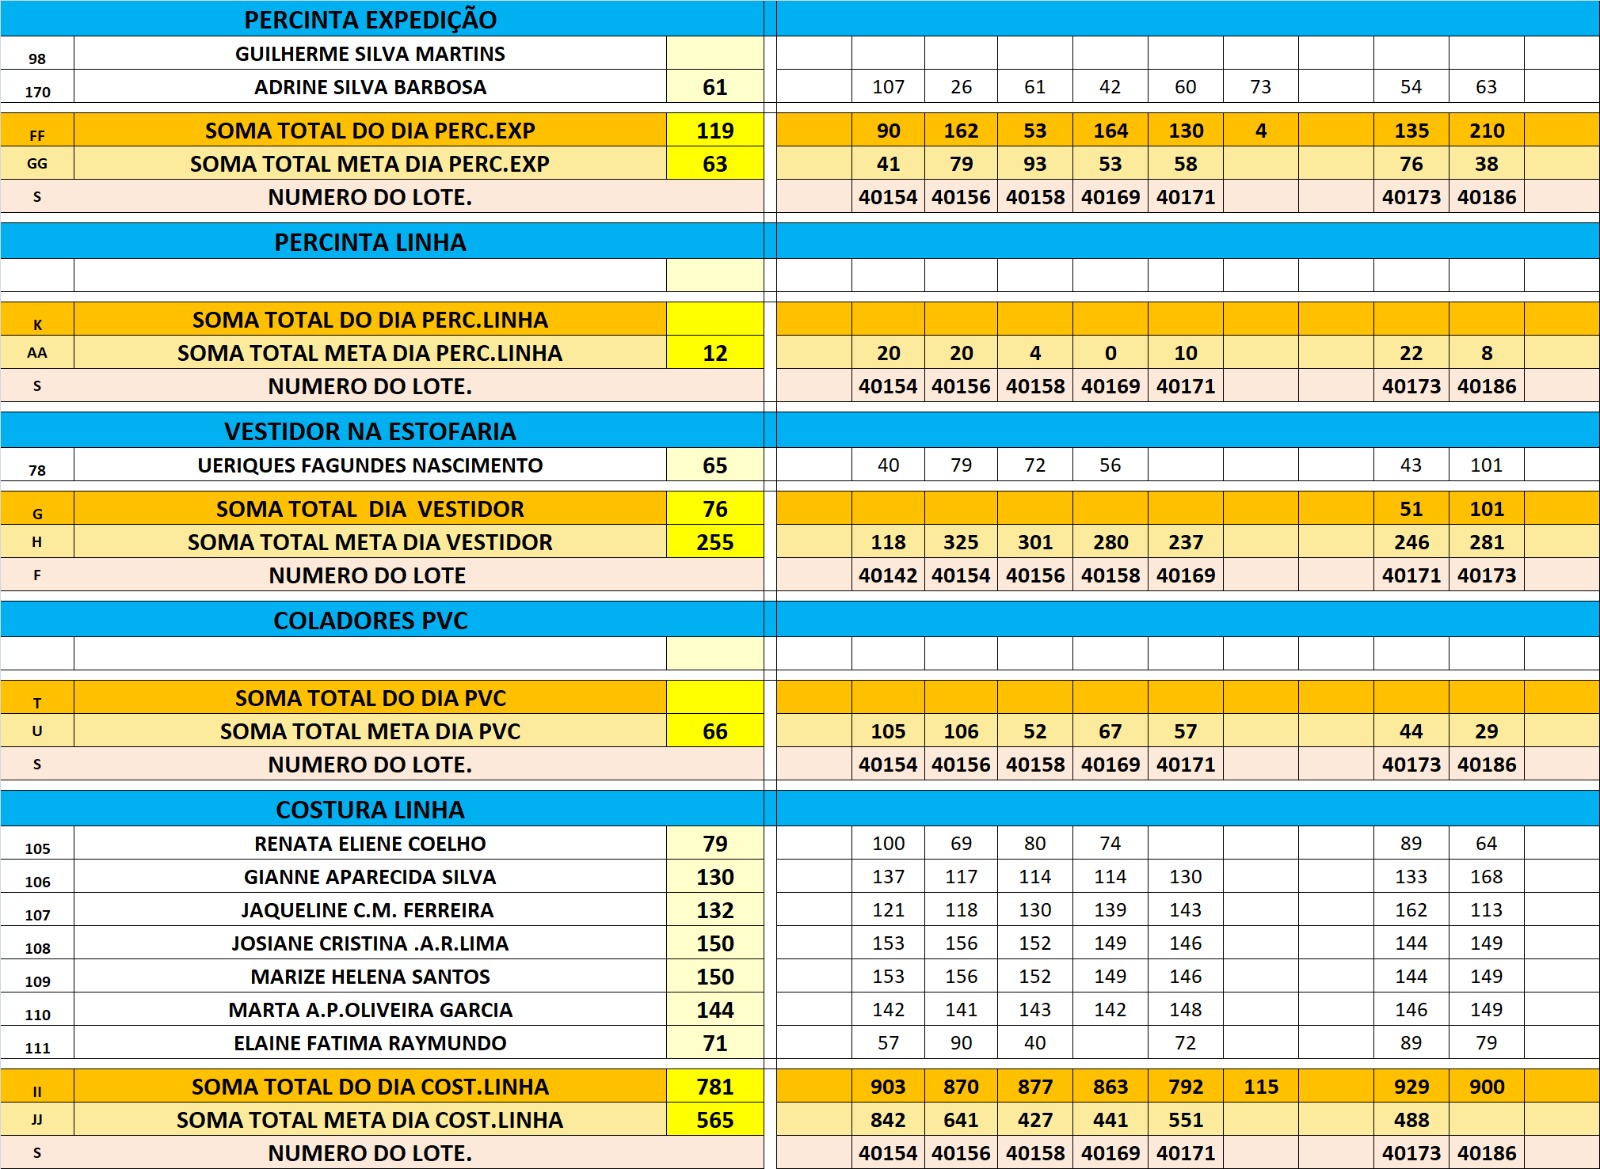 PERCINTA EXPEDIÇÃO
98 GUILHERME SILVA MARTINS
170 ADRINE SILVA BARBOSA 61 107 26 61 42 60 73 54 63
FF SOMA TOTAL DO DIA PERC.EXP 119 90 162 53 164 130 4 135 210
GG SOMA TOTAL META DIA PERC.EXP 63 41 79 93 53 58 76 38
S NUMERO DO LOTE. 40154 40156 40158 40169 40171 40173 40186
PERCINTA LINHA
K SOMA TOTAL DO DIA PERC.LINHA
AA SOMA TOTAL META DIA PERC.LINHA 12 20 20 4 0 10 22 8
S NUMERO DO LOTE. 40154 40156 40158 40169 40171 40173 40186
VESTIDOR NA ESTOFARIA
78 UERIQUES FAGUNDES NASCIMENTO 65 40 79 72 56 43 101
G SOMA TOTAL DIA VESTIDOR 76 51 101
H SOMA TOTAL META DIA VESTIDOR 255 118 325 301 280 237 246 281
F NUMERO DO LOTE 40142 40154 40156 40158 40169 40171 40173
COLADORES PVC
T SOMA TOTAL DO DIA PVC
U SOMA TOTAL META DIA PVC 66 105 106 52 67 57 44 29
S NUMERO DO LOTE. 40154 40156 40158 40169 40171 40173 40186
COSTURA LINHA
105 RENATA ELIENE COELHO 79 100 69 80 74 89 64
106 GIANNE APARECIDA SILVA 130 137 117 114 114 130 133 168
107 JAQUELINE C.M. FERREIRA 132 121 118 130 139 143 162 113
108 JOSIANE CRISTINA .A.R.LIMA 150 153 156 152 149 146 144 149
109 MARIZE HELENA SANTOS 150 153 156 152 149 146 144 149
110 MARTA A.P.OLIVEIRA GARCIA 144 142 141 143 142 148 146 149
111 ELAINE FATIMA RAYMUNDO 71 57 90 40 72 89 79
II SOMA TOTAL DO DIA COST.LINHA 781 903 870 877 863 792 115 929 900
JJ SOMA TOTAL META DIA COST.LINHA 565 842 641 427 441 551 488
S NUMERO DO LOTE. 40154 40156 40158 40169 40171 40173 40186